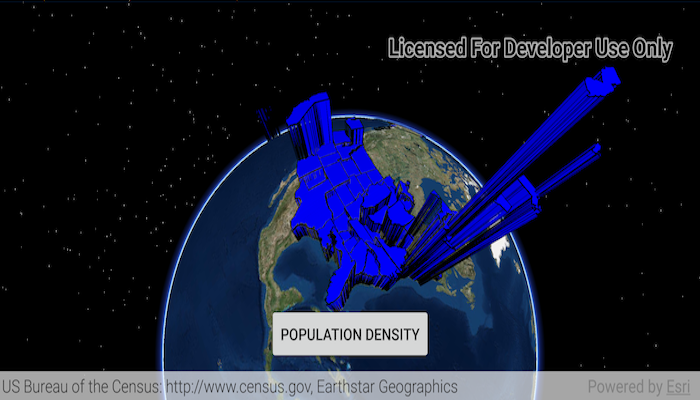 Licensed For Developer Use Only
POPULATION DENSITY
US Bureau of the Census: http://www.census.gov, Earthstar Geographics
Powered by Esri